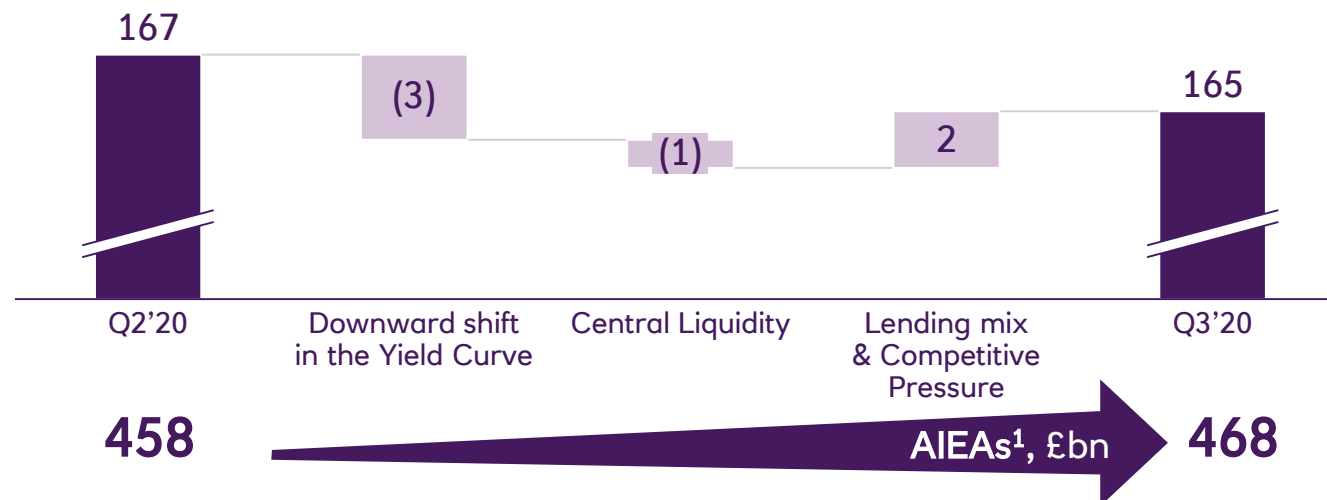 167
(3)
(1)
2
165
Q2’20
Downward shift
in the Yield Curve
Central Liquidity
Lending mix
& Competitive
Pressure
Q3’20
458
AIEAs¹, £bn
468